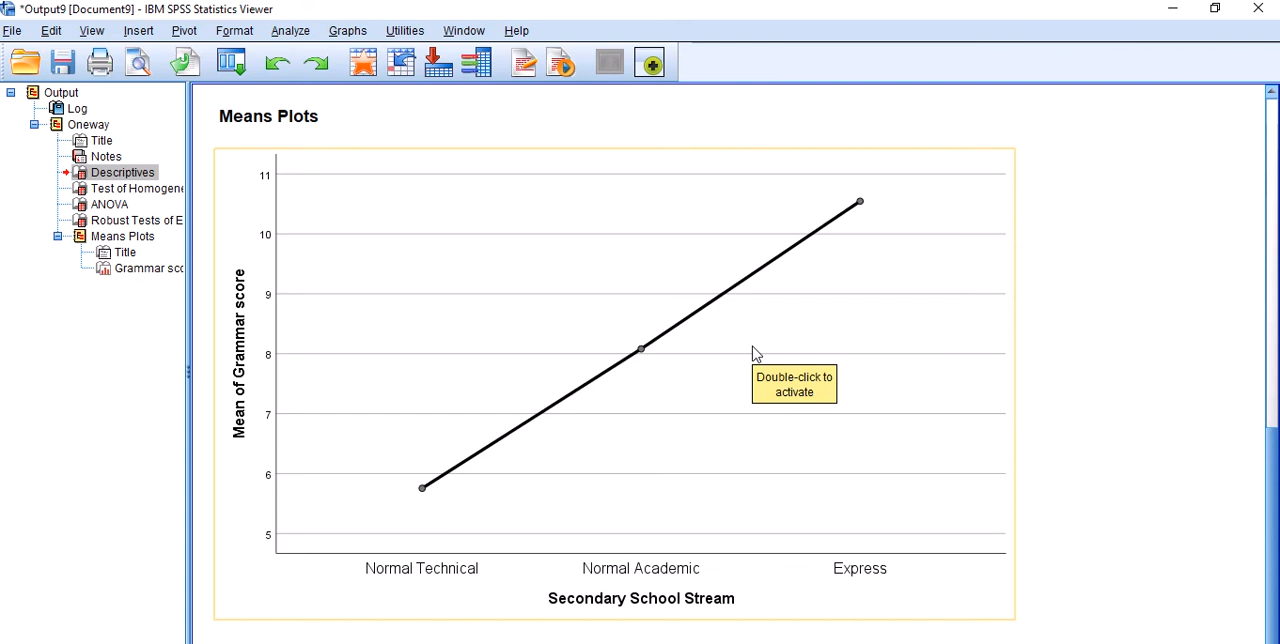 *Output9 [Document9] - IBM SPSS Statistics Viewer
File Edit View Insert Pivot Format Analyze Graphs Utilities Window Help
Output
Log
Oneway
Title
Notes
Descriptives
Test of Homogene
ANOVA
Robust Tests of E
Means Plots
Title
Grammar sco
Means Plots
11
10
9
8
7
6
5
Mean of Grammar score
Double-click to
activate
Normal Technical Normal Academic Express
Secondary School Stream